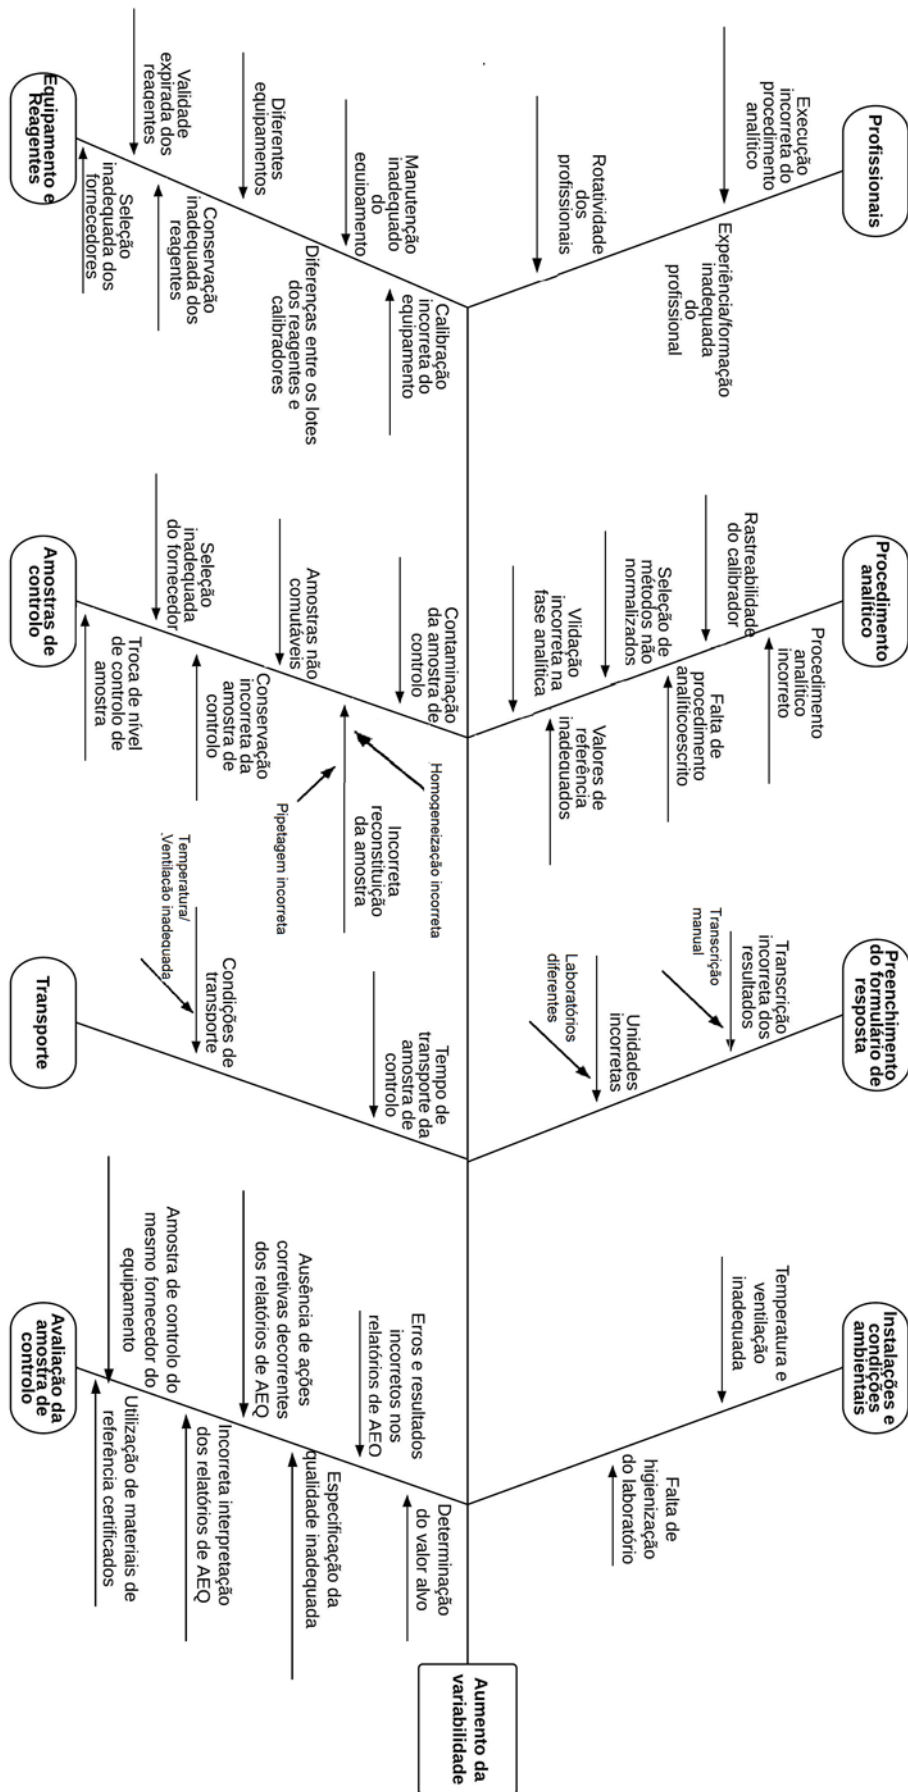 Profissionais
Execução
incorreta do
procedimento
analítico
Experiência/formação
inadequada
do
profissional
Rotatividade
dos
profissionais
Procedimento
analítico
Procedimento
analítico
incorreto
Rastreabilidade
do calibrador
Falta de
procedimento
analíticoescrito
Seleção de
métodos não
normalizados
Valores de
referência
inadequados
Vlidação
incorreta na
fase analítica
Preenchimento
do formulário de
resposta
Transcrição
incorreta dos
resultados
Transcrição
manual
Unidades
incorretas
Laboratórios
diferentes
Instalações e
condições
ambientais
Temperatura e
ventilação
inadequada
Falta de
higienização
do laboratório
Aumento da
variabilidade
Calibração
incorreta do
equipamento
Manutenção
inadequado
do
equipamento
Diferenças entre os lotes
dos reagentes e
calibradores
Diferentes
equipamentos
Conservação
inadequada dos
reagentes
Validade
expirada dos
reagentes
Seleção
inadequada dos
fornecedores
Equipamento e
Reagentes
Contaminação
da amostra de
controlo
Homogeneização incorreta
Incorreta
reconstituição
da amostra
Pipetagem incorreta
Amostras não
comutáveis
Conservação
incorreta da
amostra de
controlo
Seleção
inadequada
do fornecedor
Troca de nível
de controlo de
amostra
Amostras de
controlo
Tempo de
transporte da
amostra de
controlo
Condições de
transporte
Temperatura/
.Ventilação inadequada
Transporte
Determinação
do valor alvo
Erros e resultados
incorretos nos
relatórios de AEQ
Especificação da
qualidade inadequada
Ausência de ações
corretivas decorrentes
dos relatórios de AEQ
Incorreta interpretação
dos relatórios de AEQ
Amostra de controlo do
mesmo fornecedor do
equipamento
Utilização de materiais de
referência certificados
Avaliação da
amostra de
controlo